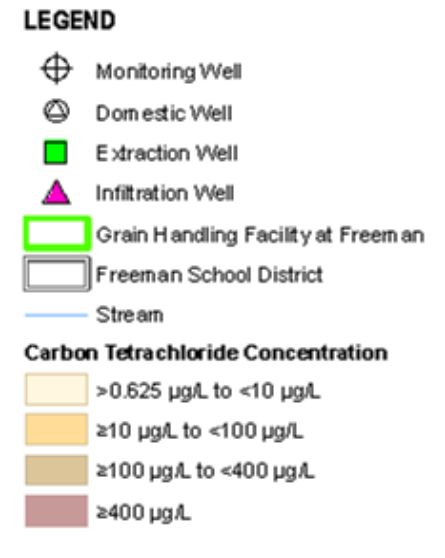 LEGEND
Monitoring Well
Domestic Well
Extraction Well
Infiltration Well
Grain Handling Facility at Freeman
Freeman School District
Stream
Carbon Tetrachloride Concentration
>0.625 µg/L to <10 µg/L
≥10 µg/L to <100 µg/L
≥100 µg/L to <400 µg/L
≥400 µg/L